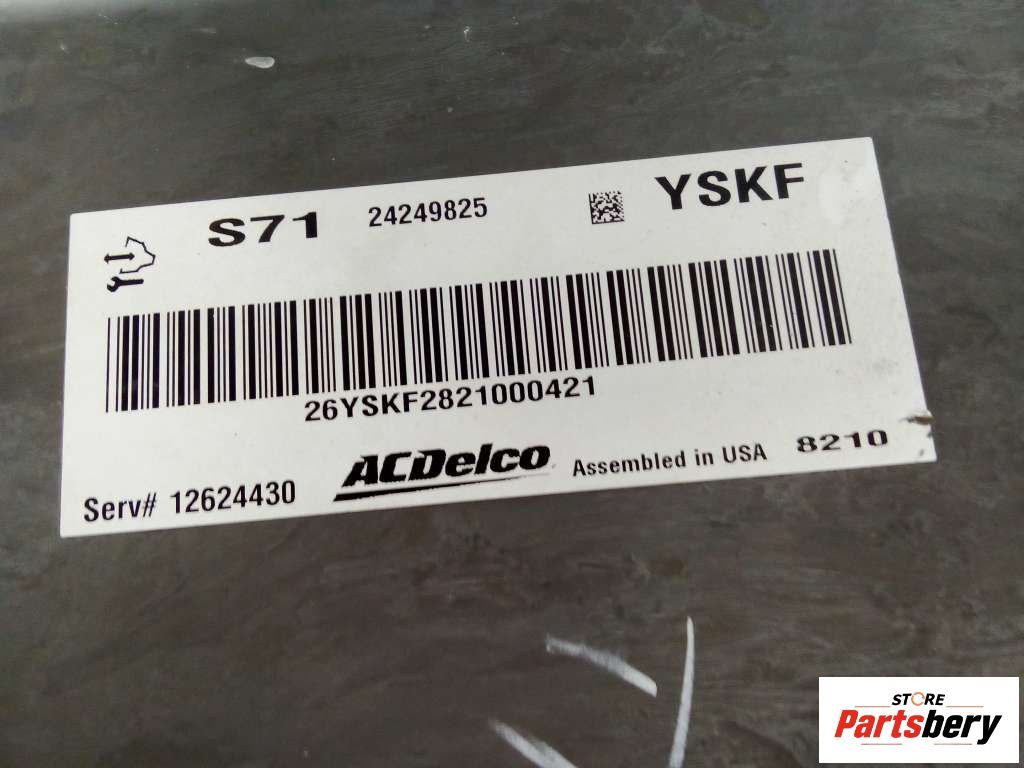 S71 24249825 YSKF
26YSKF2821000421
Serv# 12624430 ACDelco Assembled in USA 8210
STORE
Partsbery